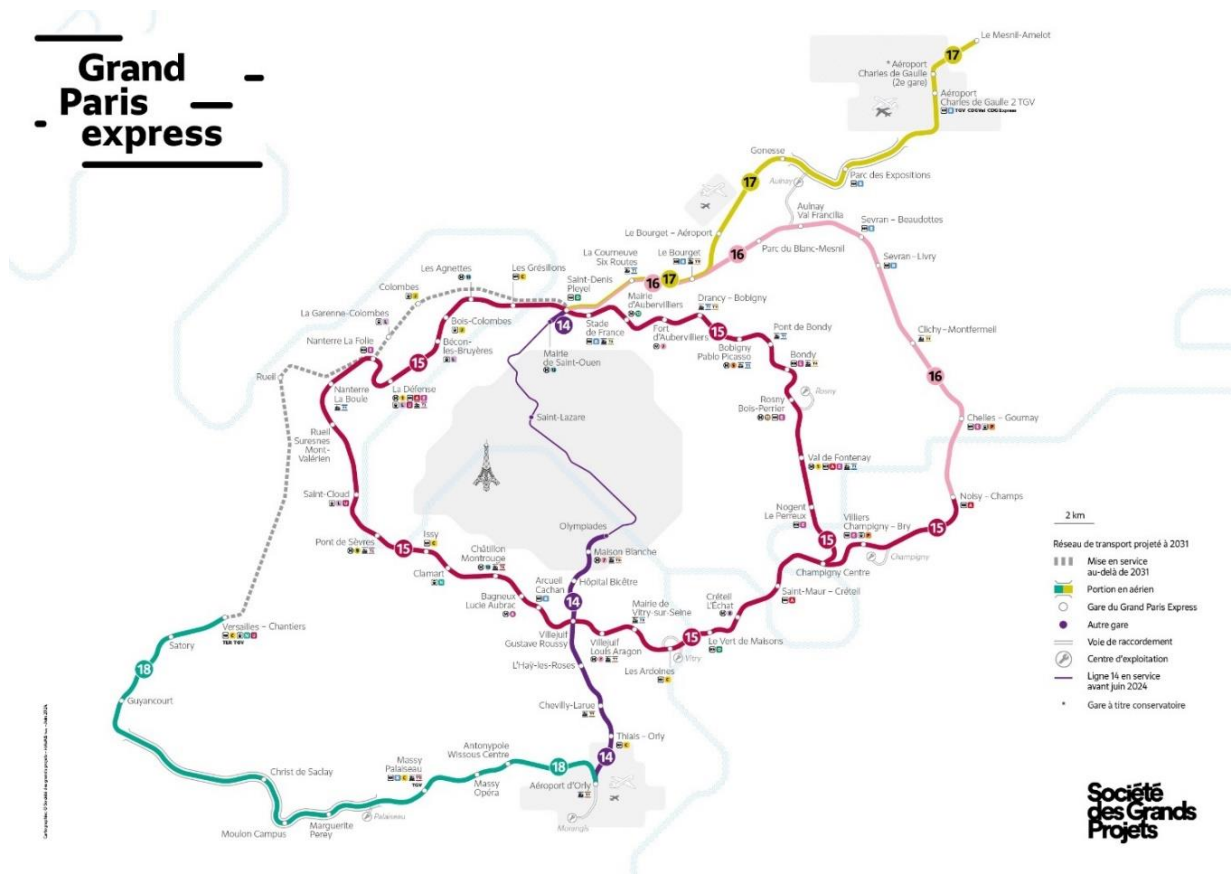 Grand
Paris
express
17
Le Mesnil-Amelot
* Aéroport
Charles de Gaulle
(2e gare)
Aéroport
Charles de Gaulle 2 TGV
TGV CDGVal CDG Express
Gonesse
17
Aulnay
Parc des Expositions
Aulnay
Val Francilia
Sevran – Beaudottes
Le Bourget – Aéroport
Parc du Blanc-Mesnil
16
La Courneuve
Six Routes
Le Bourget
Sevran - Livry
Les Agnettes
Les Grésillons
Saint-Denis
Pleyel
16
17
Colombes
Mairie
d'Aubervilliers
Drancy – Bobigny
La Garenne-Colombes
Bois-Colombes
14
Stade
de France
Fort
d'Aubervilliers
15
Pont de Bondy
Clichy – Montfermeil
Nanterre La Folie
Bécon-
les-Bruyères
Mairie
de Saint-Ouen
Bobigny
Pablo Picasso
Bondy
15
16
Rueil
Nanterre
La Boule
La Défense
Rosny
Rosny
Bois-Perrier
Saint-Lazare
Chelles – Gournay
Rueil
Suresnes
Mont-
Valérien
Val de Fontenay
Saint-Cloud
Noisy – Champs
Nogent
Le Perreux
Villiers
Champigny – Bry
15
15
Pont de Sèvres
15
Issy
Olympiades
Maison Blanche
Châtillon
Montrouge
Champigny
Champigny Centre
Clamart
Hôpital Bicêtre
Arcueil
Cachan
Saint-Maur – Créteil
Bagneux
Lucie Aubrac
14
Mairie de
Vitry-sur-Seine
Créteil
L'Échat
Villejuif
Gustave Roussy
Villejuif
Louis Aragon
15
Le Vert de Maisons
Vitry
Les Ardoines
L'Haÿ-les-Roses
Versailles – Chantiers
TER TGV
Satory
18
Guyancourt
Chevilly-Larue
Thiais – Orly
14
Antonypole
Wissous Centre
18
Massy
Palaiseau
TGV
Christ de Saclay
Massy
Opéra
Aéroport d'Orly
Palaiseau
Moulon Campus
Marguerite
Perey
Morangis
2 km
Réseau de transport projeté à 2031
Mise en service
au-delà de 2031
Portion en aérien
Gare du Grand Paris Express
Autre gare
Voie de raccordement
Centre d'exploitation
Ligne 14 en service
avant juin 2024
* Gare à titre conservatoire
Société
des Grands
Projets